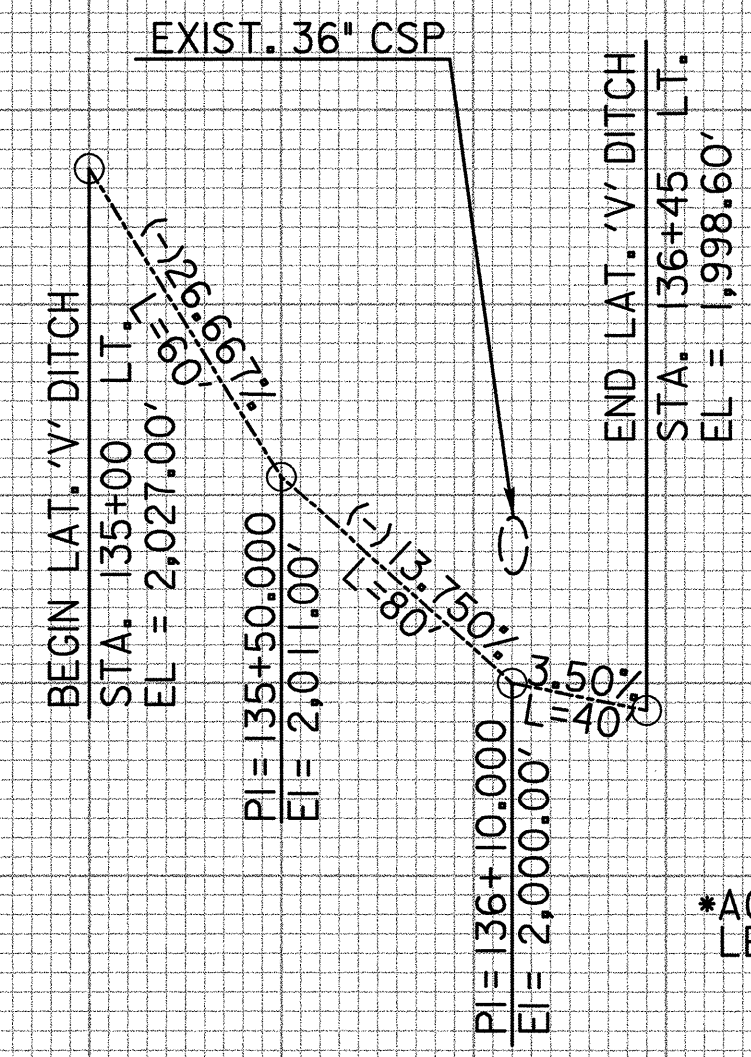 EXIST. 36" CSP
BEGIN LAT. 'V' DITCH
STA. 135+00 LT.
EL = 2,027.00'
(-)26.667%
L=60'
PI= 135+50.000
El= 2,011.00'
(-)13.750%
L=80'
PI= 136+10.000
El= 2,000.00'
3.50%
L=40'
END LAT. 'V' DITCH
STA. 136+45 LT.
EL = 1,998.60'